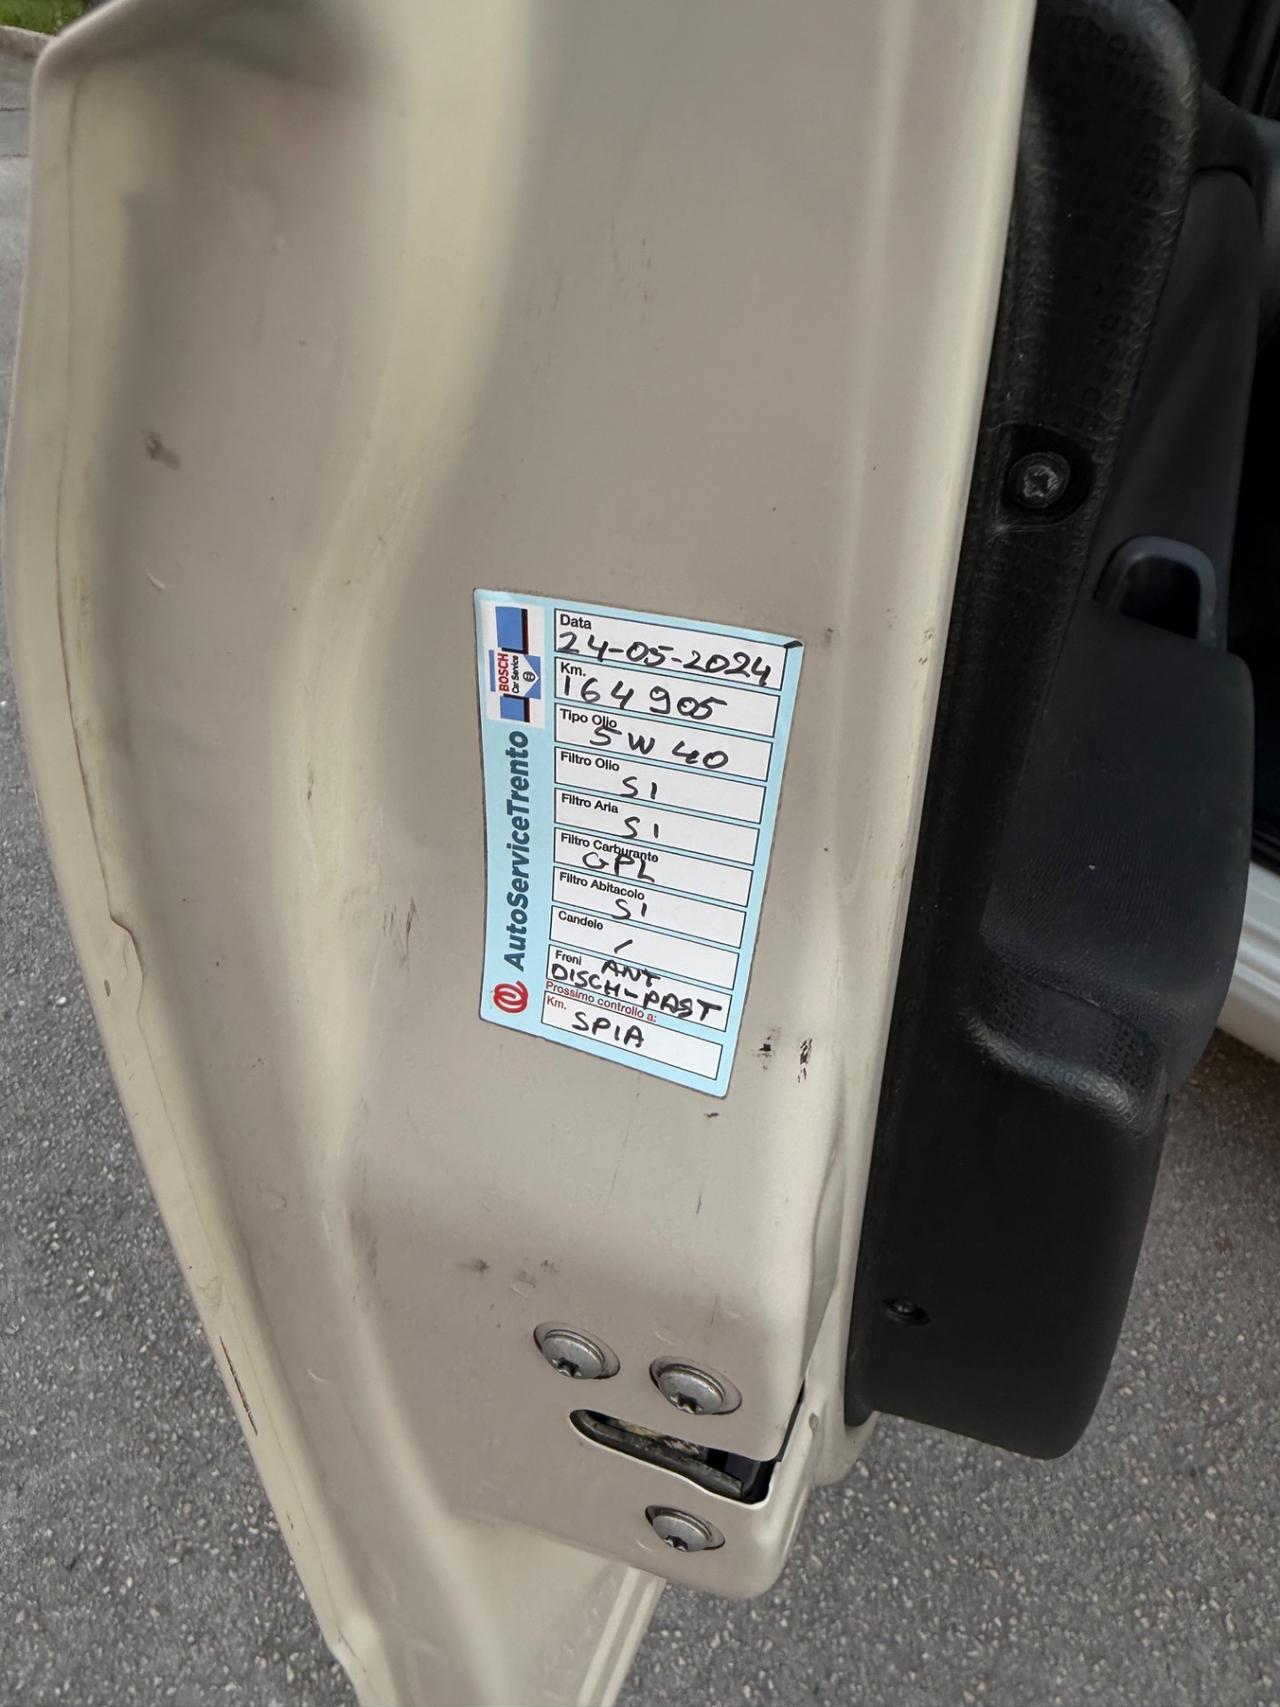 BOSCH
Car Service
AutoServiceTrento
Data
24-05-2024
Km.
164905
Tipo Olio
5W40
Filtro Olio
SI
Filtro Aria
SI
Filtro Carburante
GPL
Filtro Abitacolo
SI
Candele
/
Freni ANT
DISCHI-PAST
Prossimo controllo a:
Km.
SPIA